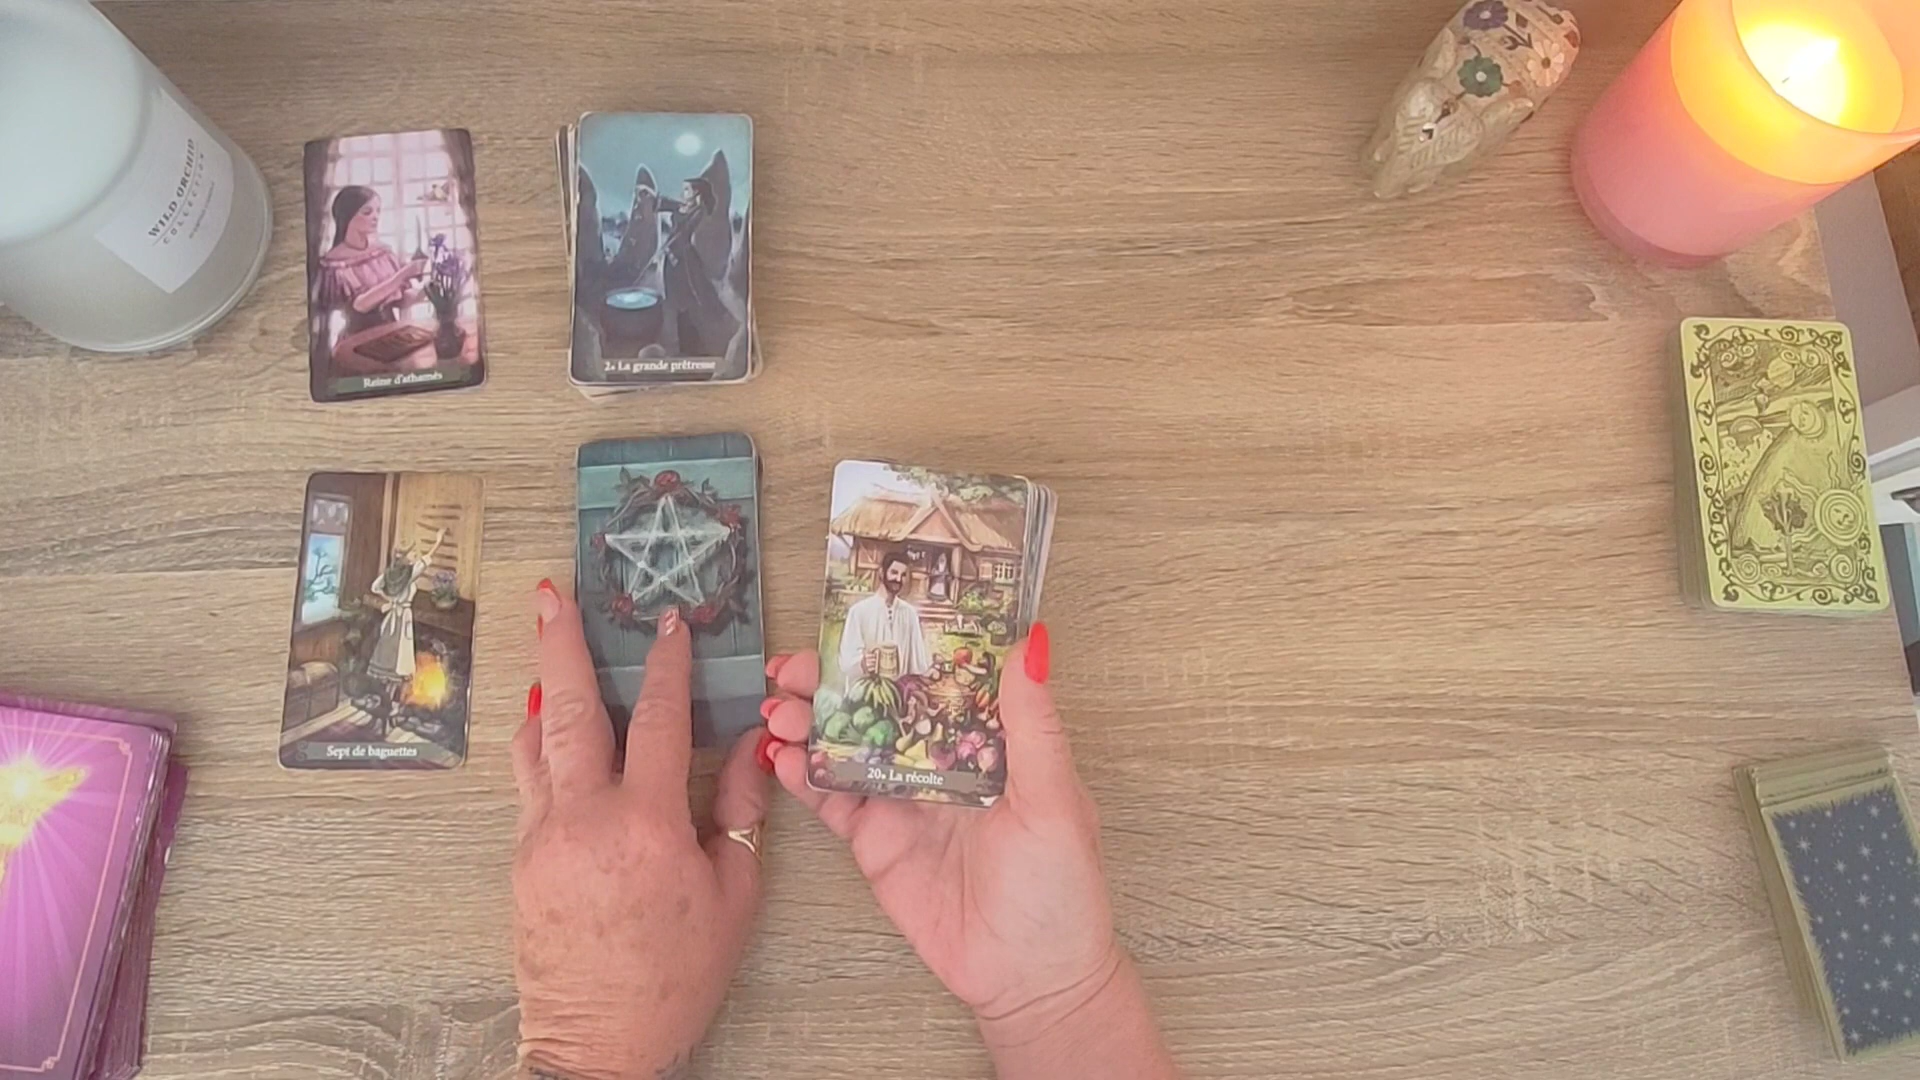 WILD ORCHID
COLLECTION
Reine d'athamés
2. La grande prêtresse
Sept de baguettes
20. La récolte